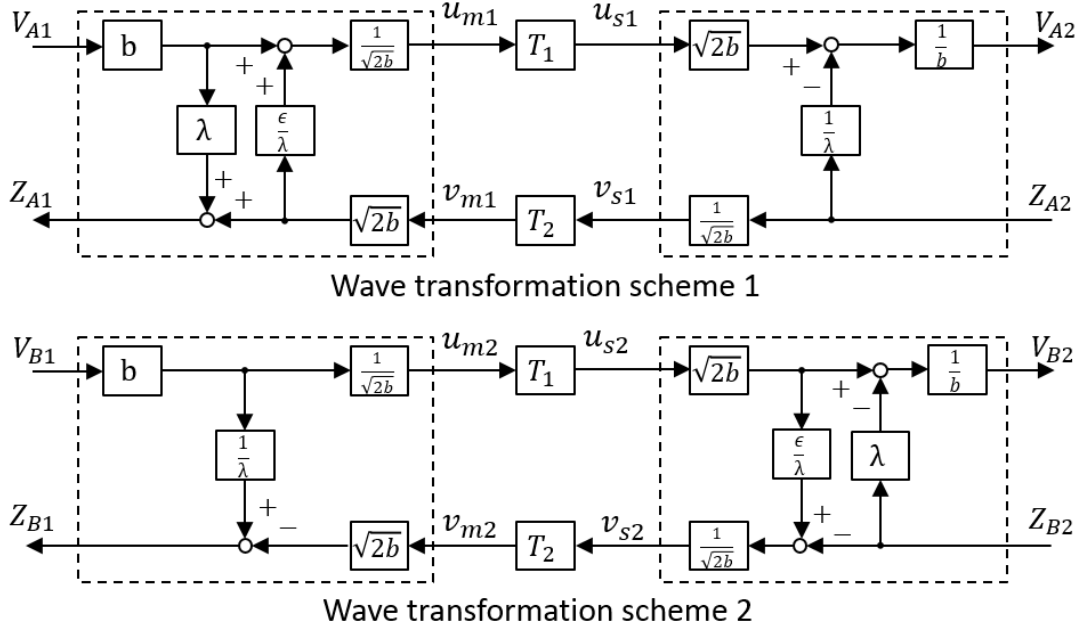 V_{A1} b + + 1/√2b u_{m1} T_1 u_{s1} √2b + − 1/b V_{A2}
λ ϵ/λ 1/λ
Z_{A1} + + √2b v_{m1} T_2 v_{s1} 1/√2b Z_{A2}
Wave transformation scheme 1
V_{B1} b 1/√2b u_{m2} T_1 u_{s2} √2b + − 1/b V_{B2}
1/λ ϵ/λ λ
Z_{B1} + − √2b v_{m2} T_2 v_{s2} 1/√2b + − Z_{B2}
Wave transformation scheme 2